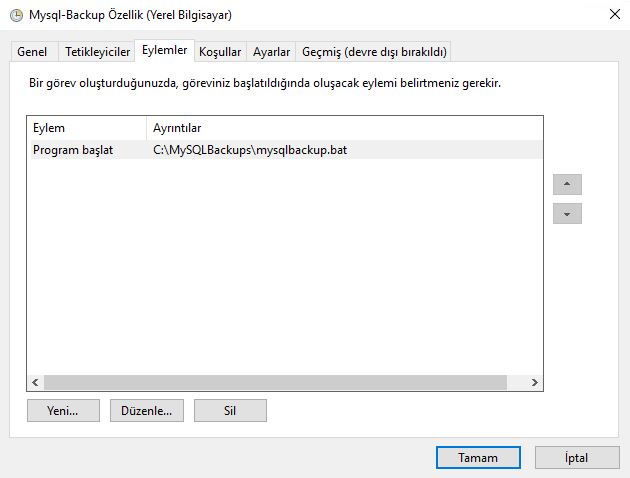 Mysql-Backup Özellik (Yerel Bilgisayar)
Genel Tetikleyiciler Eylemler Koşullar Ayarlar Geçmiş (devre dışı bırakıldı)
Bir görev oluşturduğunuzda, göreviniz başlatıldığında oluşacak eylemi belirtmeniz gerekir.
Eylem Ayrıntılar
Program başlat C:\MySQLBackups\mysqlbackup.bat
Yeni... Düzenle... Sil
Tamam İptal